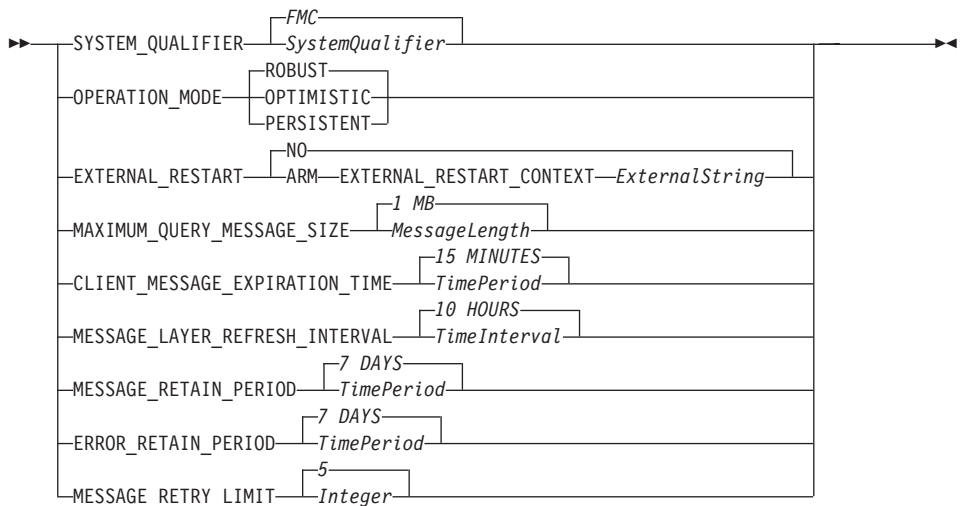 FMC
SYSTEM_QUALIFIER SystemQualifier
ROBUST
OPERATION_MODE OPTIMISTIC
PERSISTENT
NO
EXTERNAL_RESTART ARM EXTERNAL_RESTART_CONTEXT ExternalString
1 MB
MAXIMUM_QUERY_MESSAGE_SIZE MessageLength
15 MINUTES
CLIENT_MESSAGE_EXPIRATION_TIME TimePeriod
10 HOURS
MESSAGE_LAYER_REFRESH_INTERVAL TimeInterval
7 DAYS
MESSAGE_RETAIN_PERIOD TimePeriod
7 DAYS
ERROR_RETAIN_PERIOD TimePeriod
5
MESSAGE RETRY LIMIT Integer